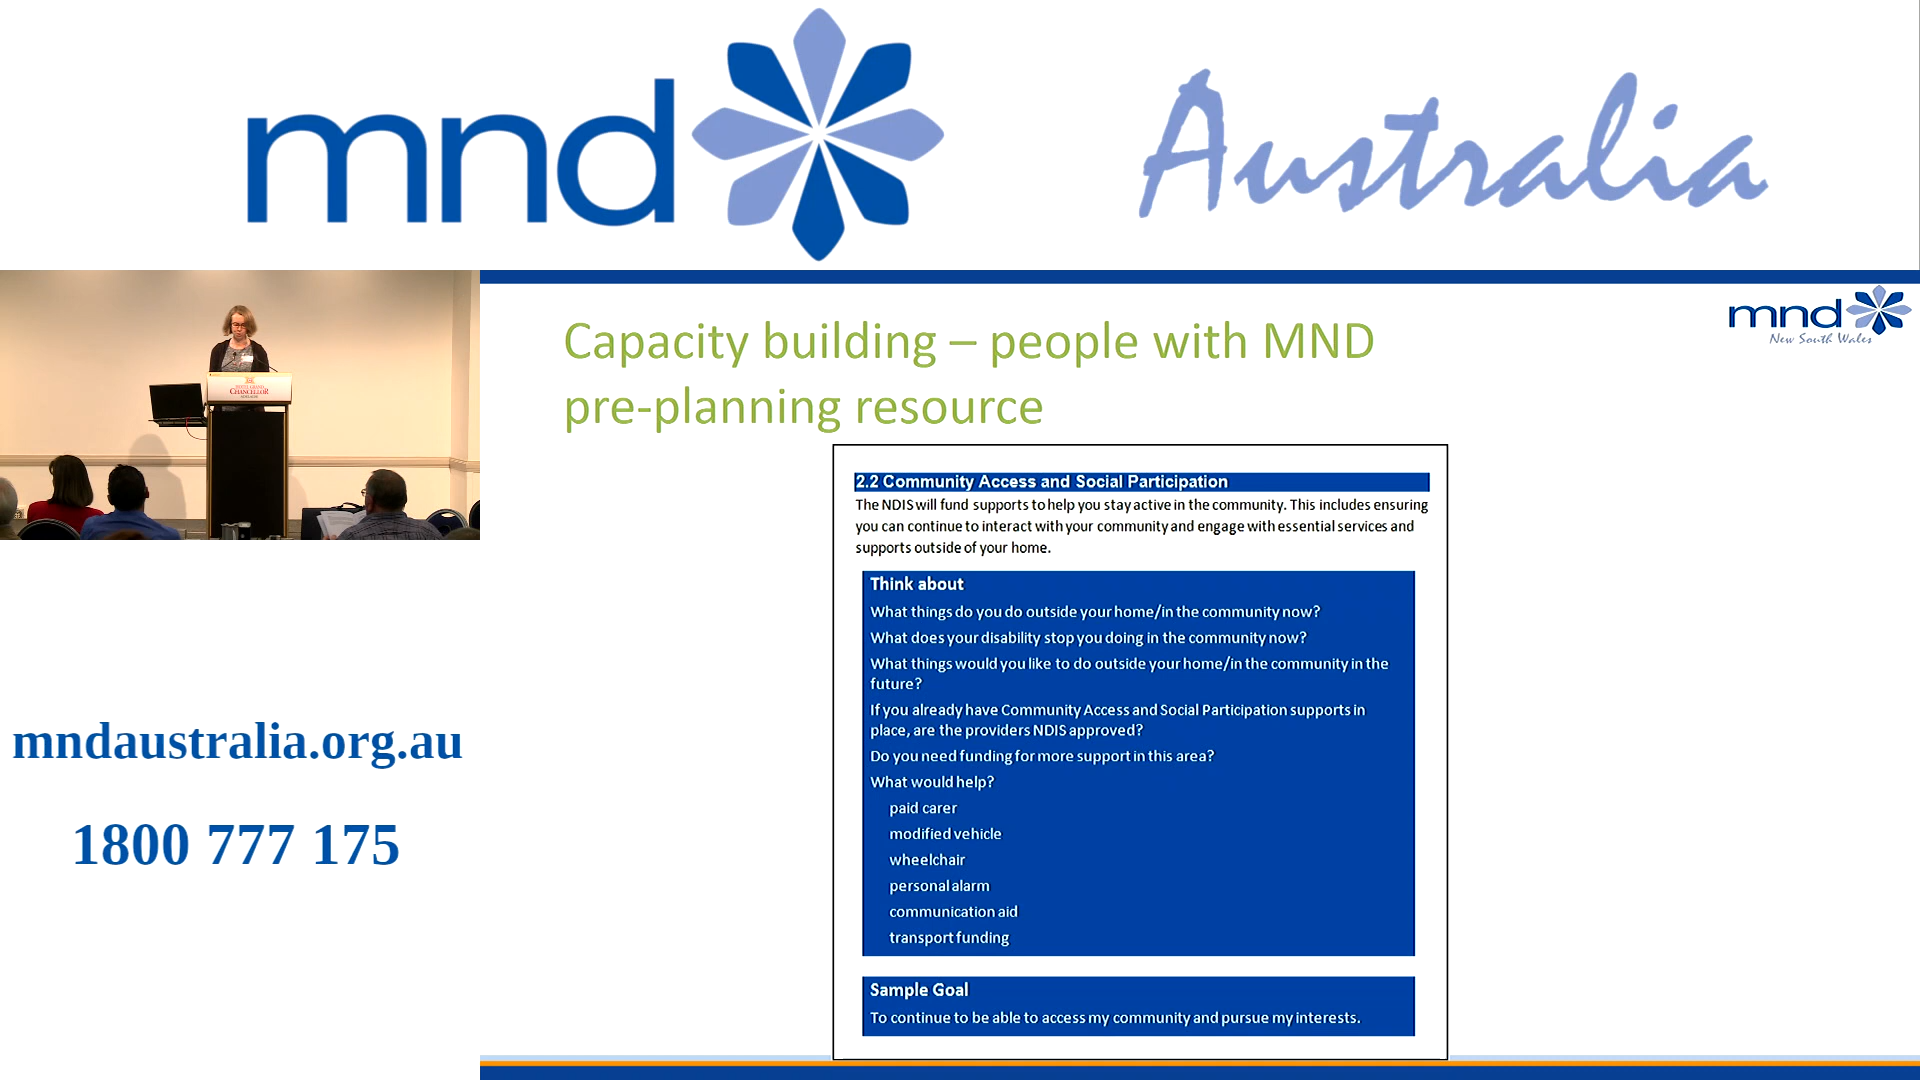 mnd Australia
mnd
New South Wales
Capacity building – people with MND
pre-planning resource
CHANCELLOR
2.2 Community Access and Social Participation
The NDIS will fund supports to help you stay active in the community. This includes ensuring
you can continue to interact with your community and engage with essential services and
supports outside of your home.
Think about
What things do you do outside your home/in the community now?
What does your disability stop you doing in the community now?
What things would you like to do outside your home/in the community in the
future?
If you already have Community Access and Social Participation supports in
place, are the providers NDIS approved?
Do you need funding for more support in this area?
What would help?
paid carer
modified vehicle
wheelchair
personal alarm
communication aid
transport funding
Sample Goal
To continue to be able to access my community and pursue my interests.
mndaustralia.org.au
1800 777 175